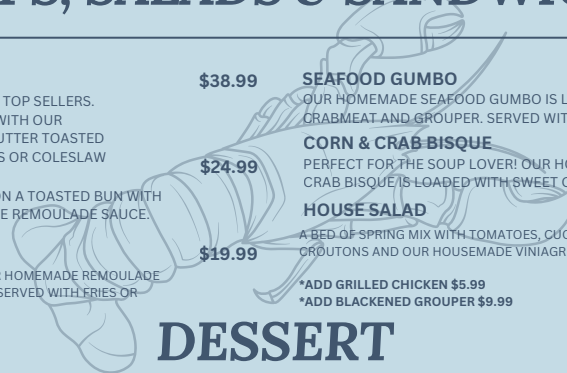 SALADS & SANDWI
$38.99
TOP SELLERS.
WITH OUR
UTTER TOASTED
S OR COLESLAW
$24.99
ON A TOASTED BUN WITH
E REMOULADE SAUCE.
$19.99
HOMEMADE REMOULADE
SERVED WITH FRIES OR
SEAFOOD GUMBO
OUR HOMEMADE SEAFOOD GUMBO IS L
CRABMEAT AND GROUPER. SERVED WIT
CORN & CRAB BISQUE
PERFECT FOR THE SOUP LOVER! OUR HO
CRAB BISQUE IS LOADED WITH SWEET C
HOUSE SALAD
A BED OF SPRING MIX WITH TOMATOES, CUC
CROUTONS AND OUR HOUSEMADE VINIAGR
*ADD GRILLED CHICKEN $5.99
*ADD BLACKENED GROUPER $9.99
DESSERT